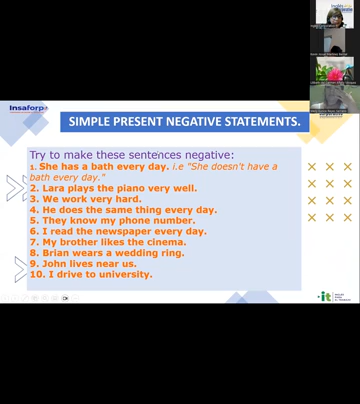 Insaforp
SIMPLE PRESENT NEGATIVE STATEMENTS.
Try to make these sentences negative:
1. She has a bath every day. i.e "She doesn't have a
bath every day."
2. Lara plays the piano very well.
3. We work very hard.
4. He does the same thing every day.
5. They know my phone number.
6. I read the newspaper every day.
7. My brother likes the cinema.
8. Brian wears a wedding ring.
9. John lives near us.
10. I drive to university.
it